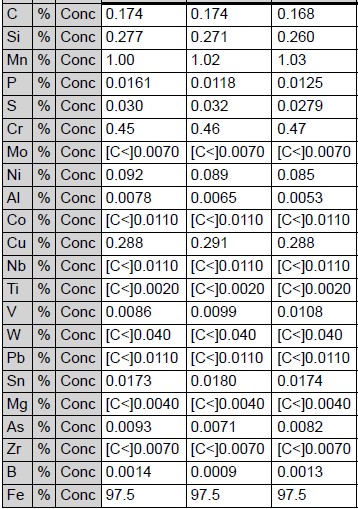 C % Conc 0.174 0.174 0.168
Si % Conc 0.277 0.271 0.260
Mn % Conc 1.00 1.02 1.03
P % Conc 0.0161 0.0118 0.0125
S % Conc 0.030 0.032 0.0279
Cr % Conc 0.45 0.46 0.47
Mo % Conc [C<]0.0070 [C<]0.0070 [C<]0.0070
Ni % Conc 0.092 0.089 0.085
Al % Conc 0.0078 0.0065 0.0053
Co % Conc [C<]0.0110 [C<]0.0110 [C<]0.0110
Cu % Conc 0.288 0.291 0.288
Nb % Conc [C<]0.0110 [C<]0.0110 [C<]0.0110
Ti % Conc [C<]0.0020 [C<]0.0020 [C<]0.0020
V % Conc 0.0086 0.0099 0.0108
W % Conc [C<]0.040 [C<]0.040 [C<]0.040
Pb % Conc [C<]0.0110 [C<]0.0110 [C<]0.0110
Sn % Conc 0.0173 0.0180 0.0174
Mg % Conc [C<]0.0040 [C<]0.0040 [C<]0.0040
As % Conc 0.0093 0.0071 0.0082
Zr % Conc [C<]0.0070 [C<]0.0070 [C<]0.0070
B % Conc 0.0014 0.0009 0.0013
Fe % Conc 97.5 97.5 97.5